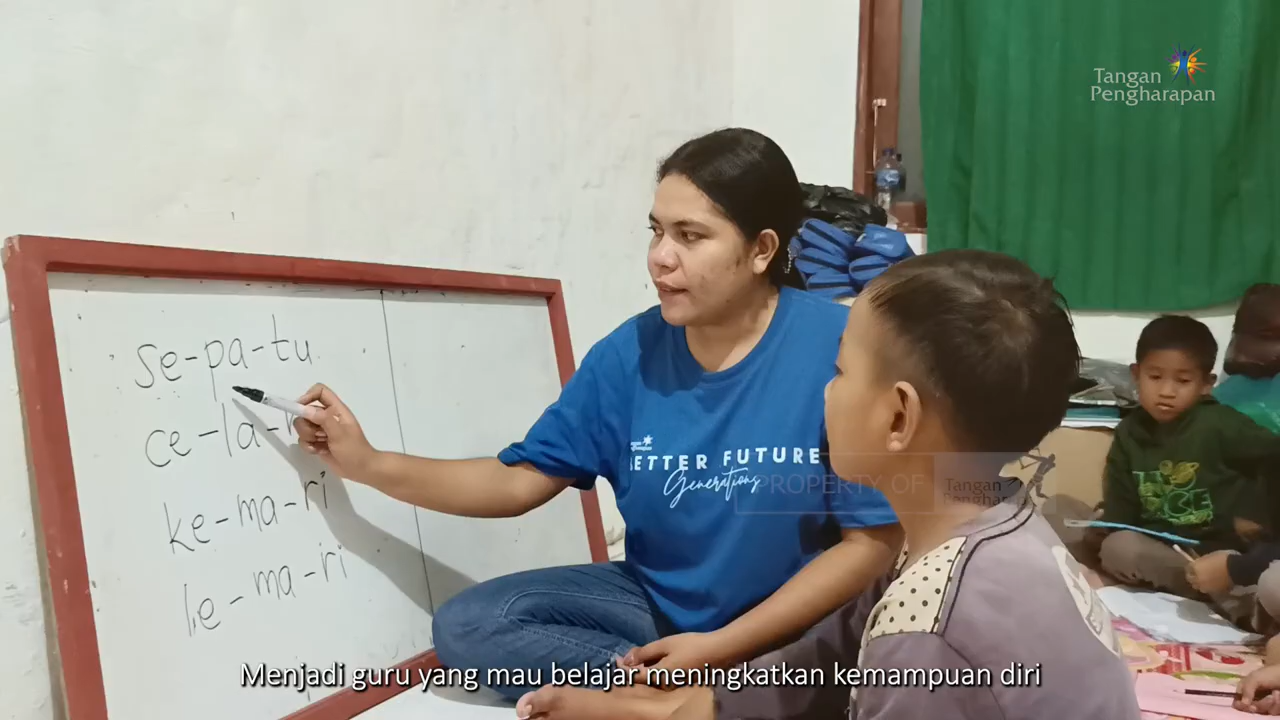 Tangan
Pengharapan
se-pa-tu
ce-la-
ke-ma-ri
le-ma-ri
BETTER FUTURE
Generations
PROPERTY OF
Tangan
Menjadi guru yang mau belajar meningkatkan kemampuan diri